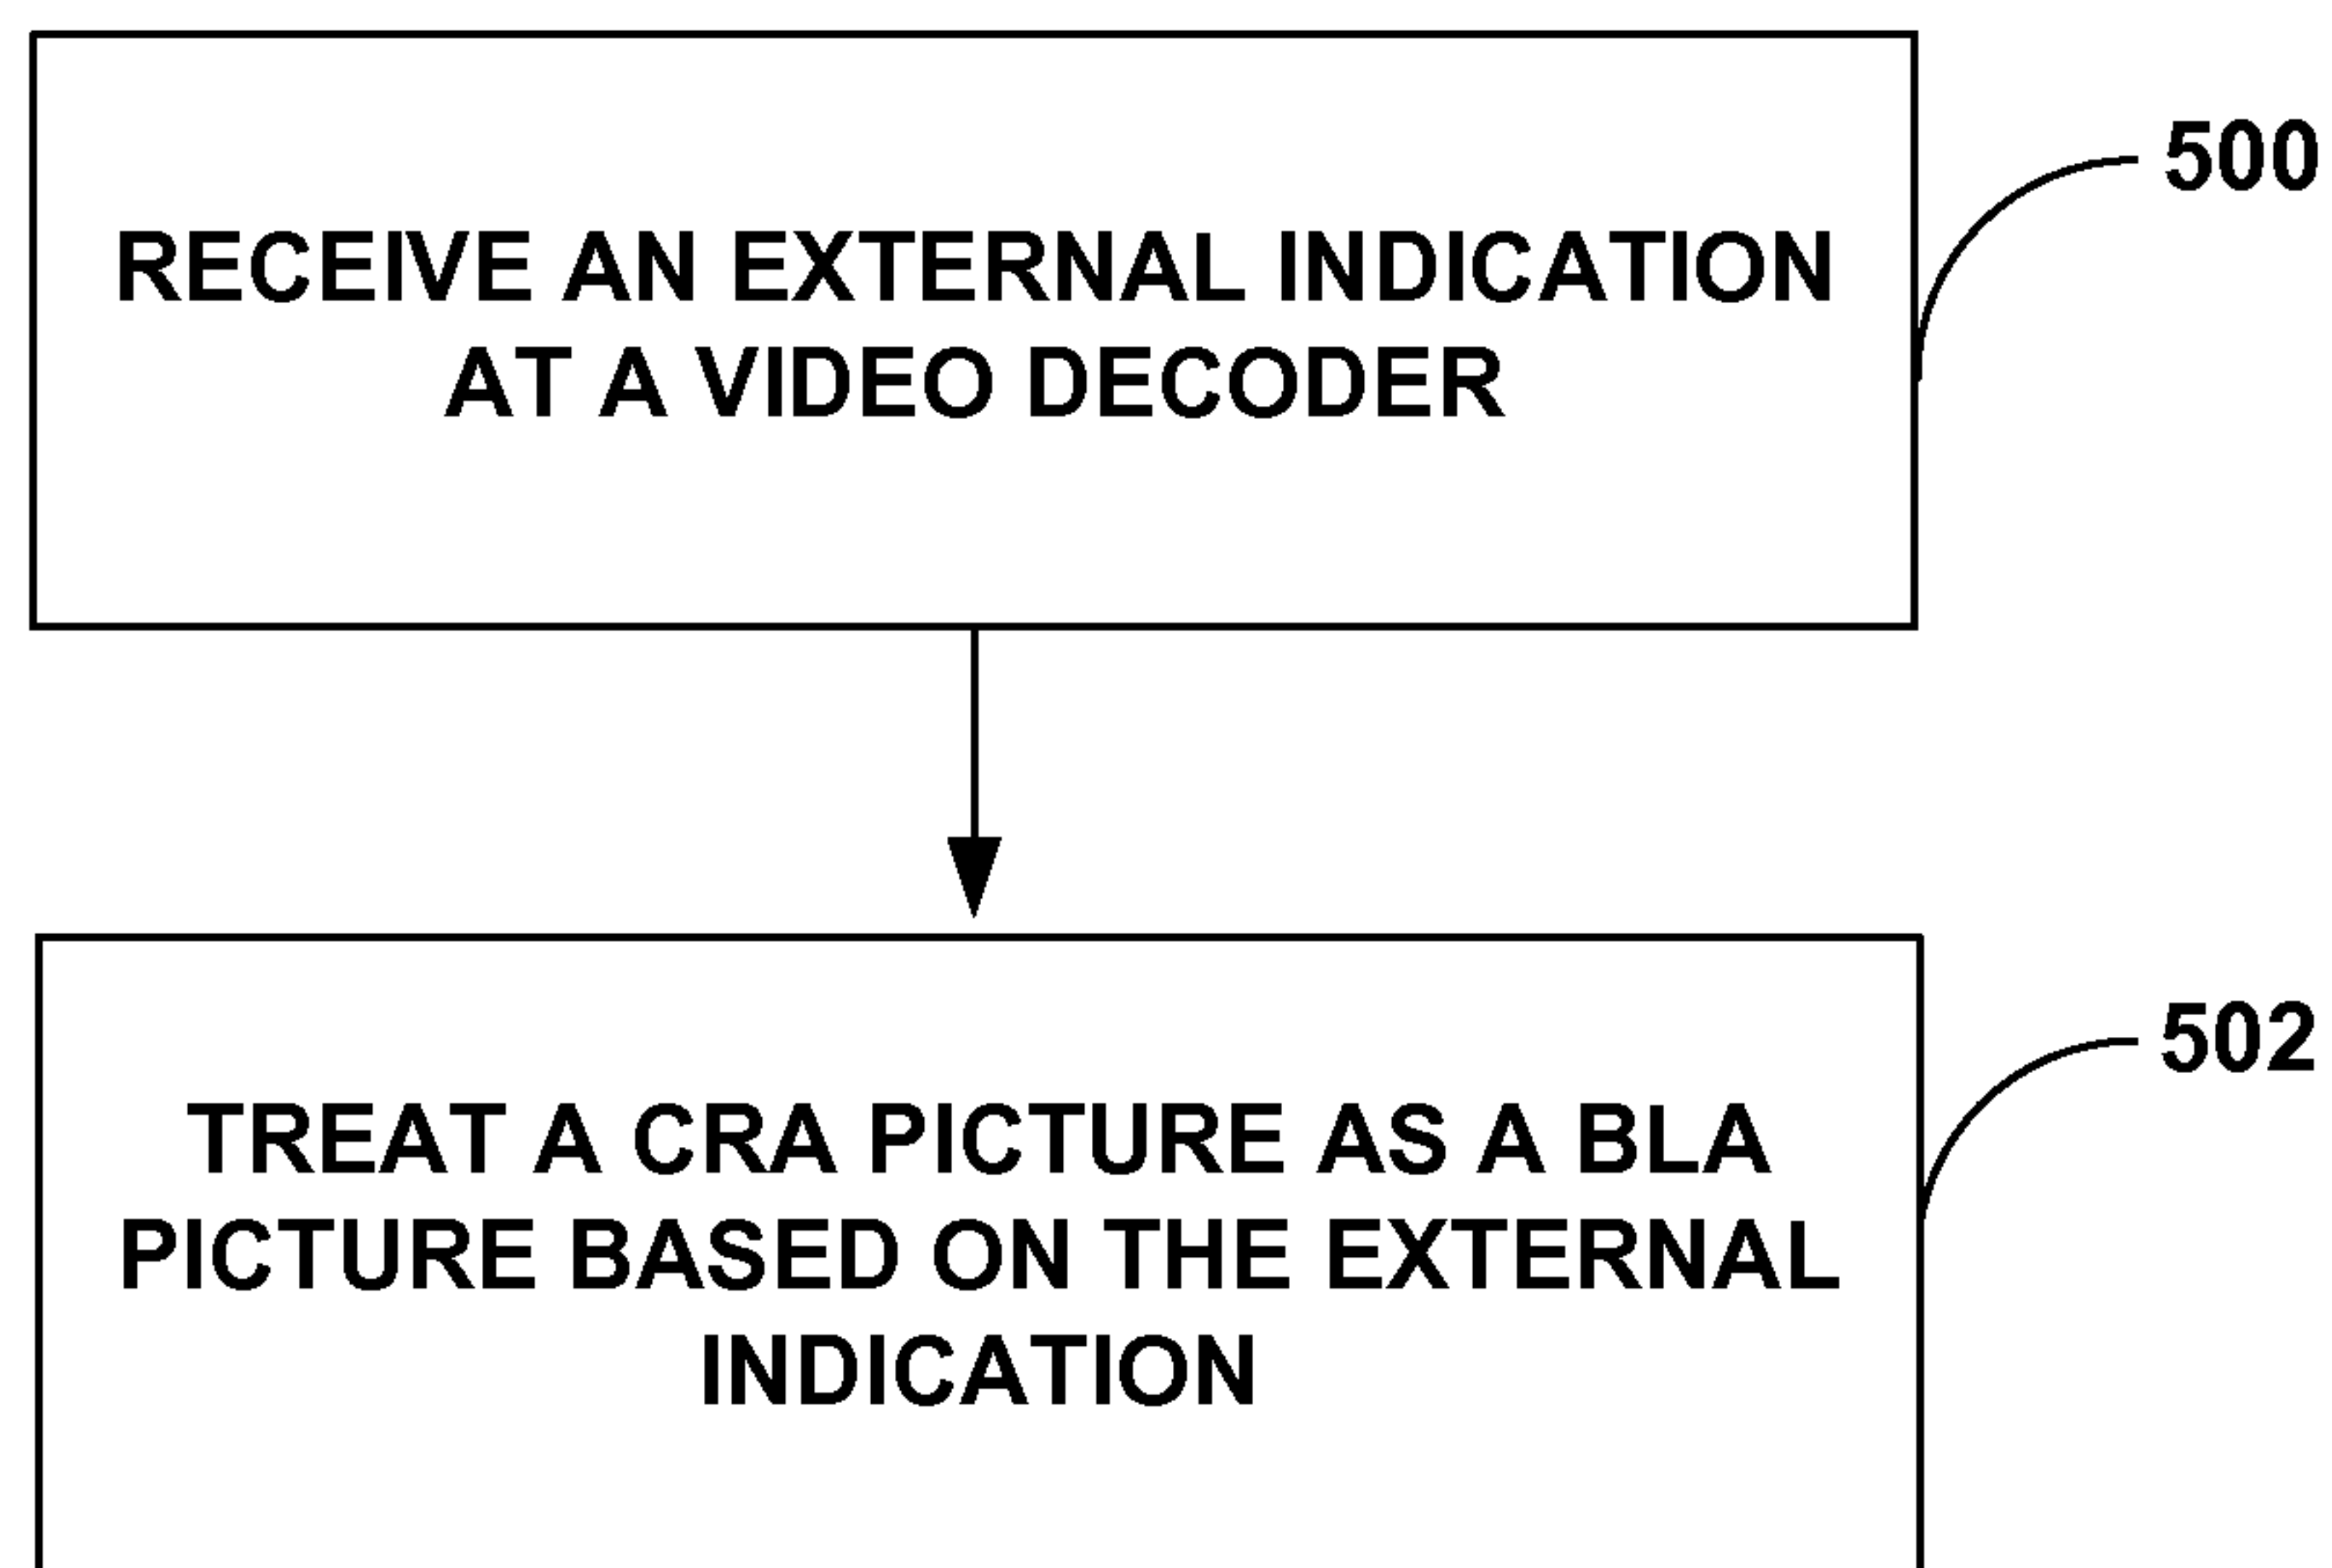 RECEIVE AN EXTERNAL INDICATION
AT A VIDEO DECODER
500
TREAT A CRA PICTURE AS A BLA
PICTURE BASED ON THE EXTERNAL
INDICATION
502